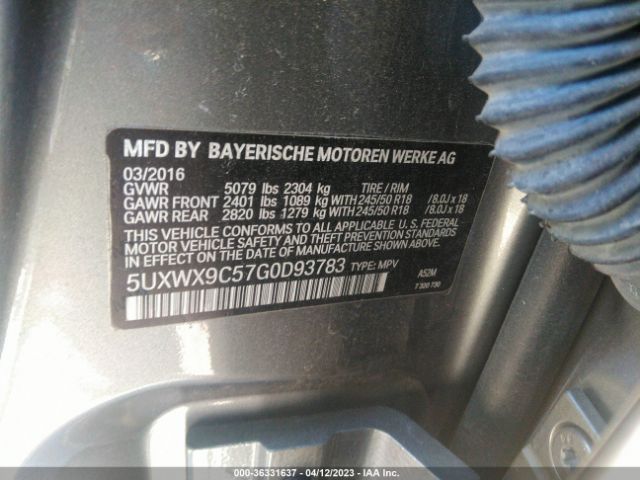 MFD BY BAYERISCHE MOTOREN WERKE AG
03/2016
GVWR 5079 lbs 2304 kg TIRE / RIM
GAWR FRONT 2401 lbs 1089 kg WITH 245/50 R18 /8.0J x 18
GAWR REAR 2820 lbs 1279 kg WITH 245/50 R18 /8.0J x 18
THIS VEHICLE CONFORMS TO ALL APPLICABLE U. S. FEDERAL
MOTOR VEHICLE SAFETY AND THEFT PREVENTION STANDARDS
IN EFFECT ON THE DATE OF MANUFACTURE SHOWN ABOVE.
5UXWX9C57G0D93783 TYPE: MPV A52M
7 320 730
000-36331637 - 04/12/2023 - IAA Inc.